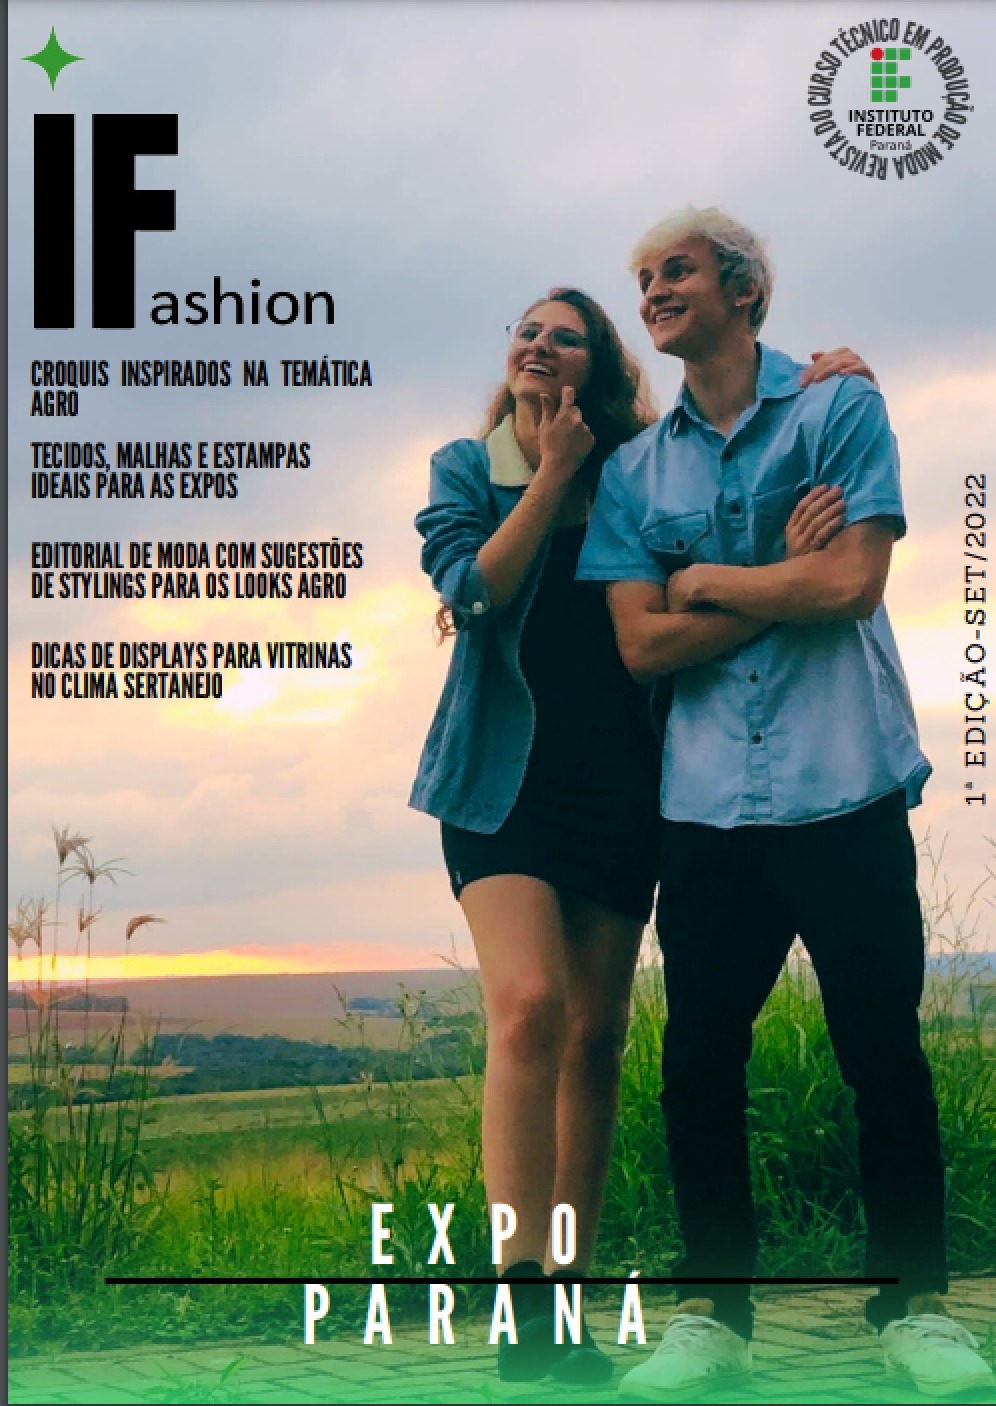 REVISTA DO CURSO TÉCNICO EM PRODUÇÃO DE MODA
INSTITUTO
FEDERAL
Paraná
IFashion
CROQUIS INSPIRADOS NA TEMÁTICA
AGRO
TECIDOS, MALHAS E ESTAMPAS
IDEAIS PARA AS EXPOS
EDITORIAL DE MODA COM SUGESTÕES
DE STYLINGS PARA OS LOOKS AGRO
DICAS DE DISPLAYS PARA VITRINAS
NO CLIMA SERTANEJO
1ª EDIÇÃO-SET/2022
EXPO
PARANÁ